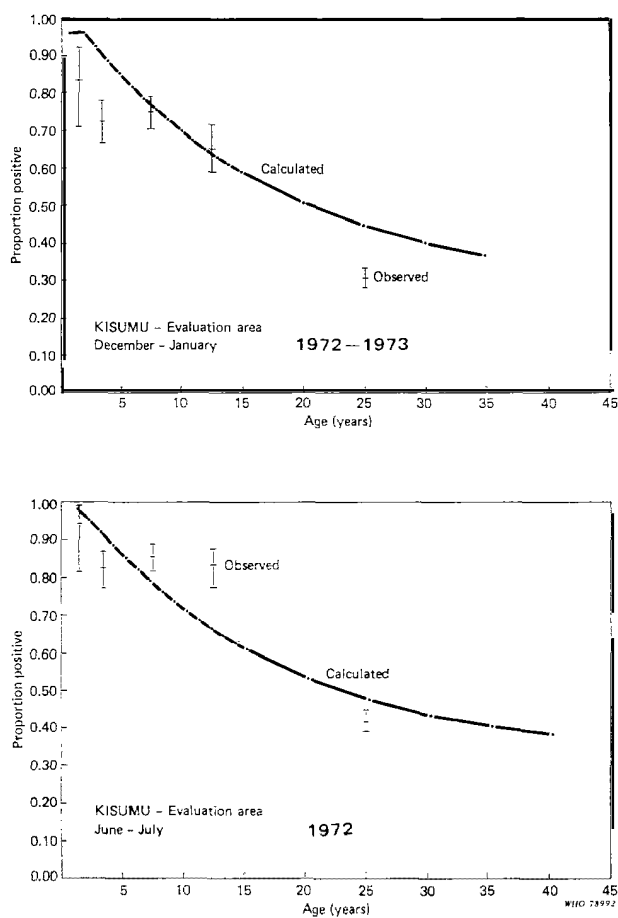 1.00
0.90
0.80
0.70
0.60
0.50
0.40
0.30
0.20
0.10
0.00
Proportion positive
Calculated
Observed
KISUMU – Evaluation area
December – January 1972—1973
5 10 15 20 25 30 35 40 45
Age (years)
1.00
0.90
0.80
0.70
0.60
0.50
0.40
0.30
0.20
0.10
0.00
Proportion positive
Observed
Calculated
KISUMU – Evaluation area
June – July 1972
5 10 15 20 25 30 35 40 45
Age (years)
WHO 78992